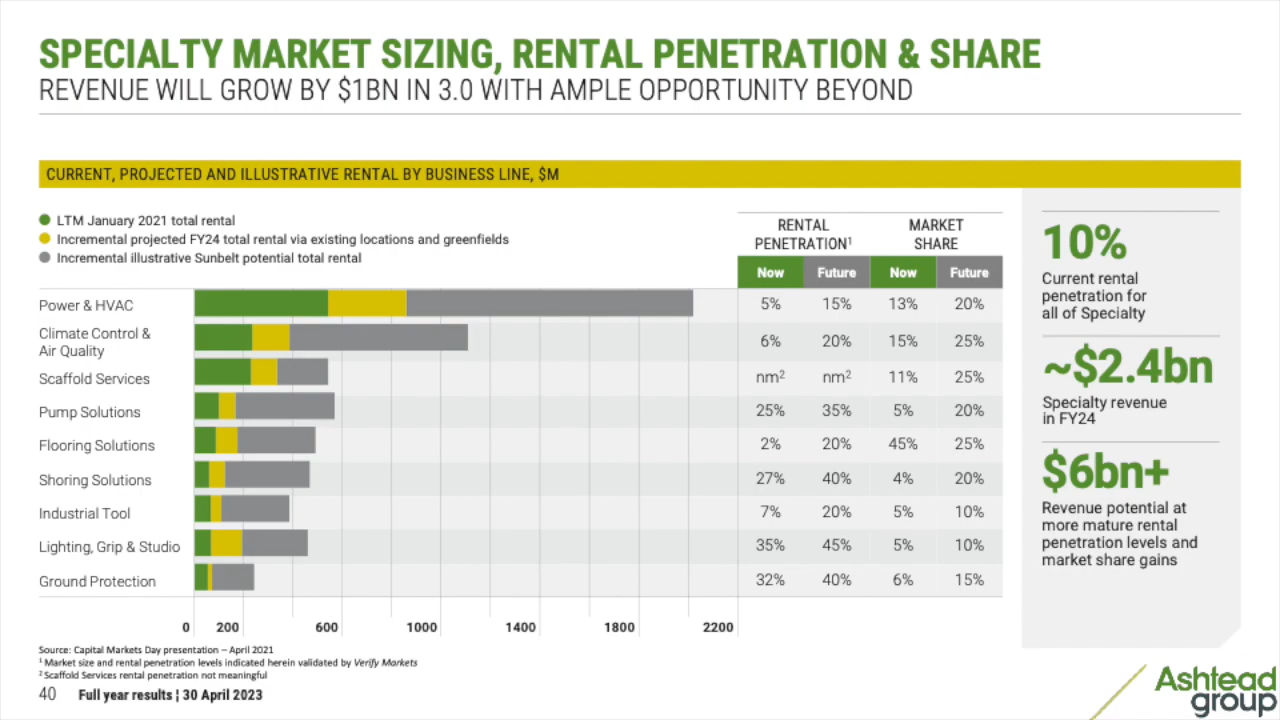 SPECIALTY MARKET SIZING, RENTAL PENETRATION & SHARE
REVENUE WILL GROW BY $1BN IN 3.0 WITH AMPLE OPPORTUNITY BEYOND
CURRENT, PROJECTED AND ILLUSTRATIVE RENTAL BY BUSINESS LINE, $M
LTM January 2021 total rental
Incremental projected FY24 total rental via existing locations and greenfields
Incremental illustrative Sunbelt potential total rental
RENTAL PENETRATION¹ MARKET SHARE
Now Future Now Future
Power & HVAC 5% 15% 13% 20%
Climate Control & Air Quality 6% 20% 15% 25%
Scaffold Services nm² nm² 11% 25%
Pump Solutions 25% 35% 5% 20%
Flooring Solutions 2% 20% 45% 25%
Shoring Solutions 27% 40% 4% 20%
Industrial Tool 7% 20% 5% 10%
Lighting, Grip & Studio 35% 45% 5% 10%
Ground Protection 32% 40% 6% 15%
0 200 600 1000 1400 1800 2200
10%
Current rental
penetration for
all of Specialty
~$2.4bn
Specialty revenue
in FY24
$6bn+
Revenue potential at
more mature rental
penetration levels and
market share gains
Source: Capital Markets Day presentation – April 2021
¹ Market size and rental penetration levels indicated herein validated by Verify Markets
² Scaffold Services rental penetration not meaningful
40 Full year results ¦ 30 April 2023
Ashtead
group